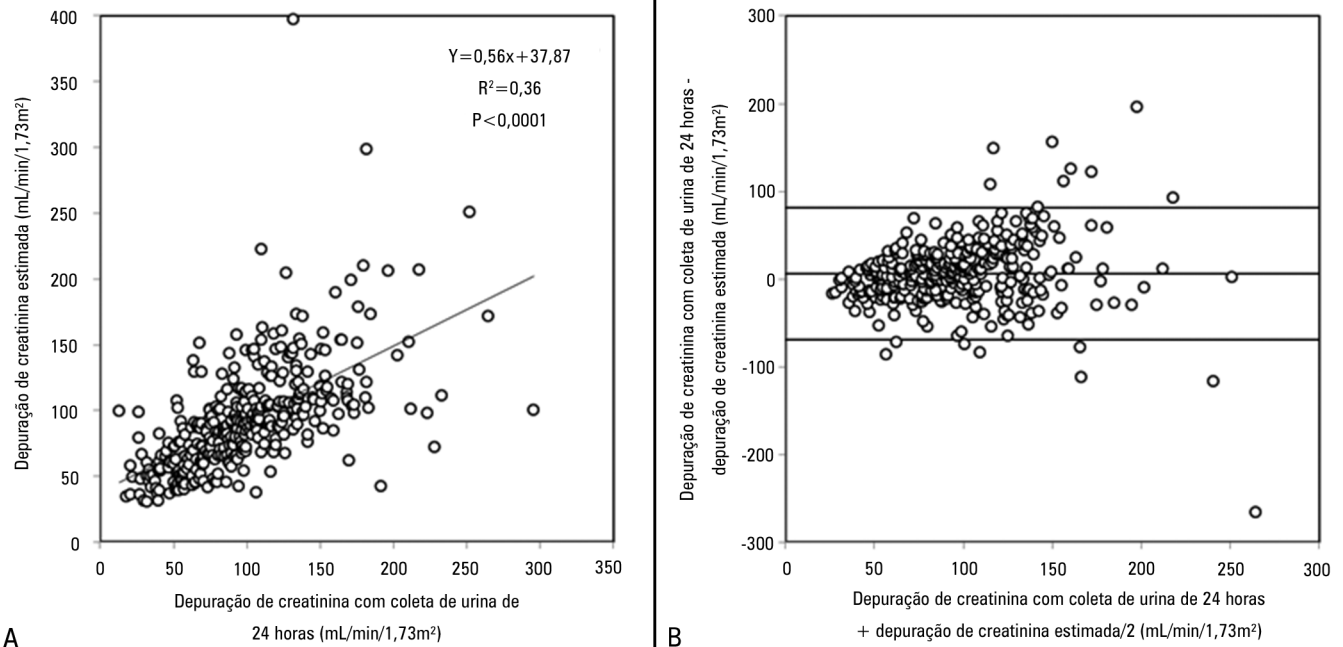 400
350
300
250
200
150
100
50
0
Depuração de creatinina estimada (mL/min/1,73m²)
Y=0,56x+37,87
R²=0,36
P<0,0001
0 50 100 150 200 250 300 350
Depuração de creatinina com coleta de urina de
24 horas (mL/min/1,73m²)
A
300
200
100
0
-100
-200
-300
Depuração de creatinina com coleta de urina de 24 horas -
depuração de creatinina estimada (mL/min/1,73m²)
0 50 100 150 200 250 300
Depuração de creatinina com coleta de urina de 24 horas
+ depuração de creatinina estimada/2 (mL/min/1,73m²)
B